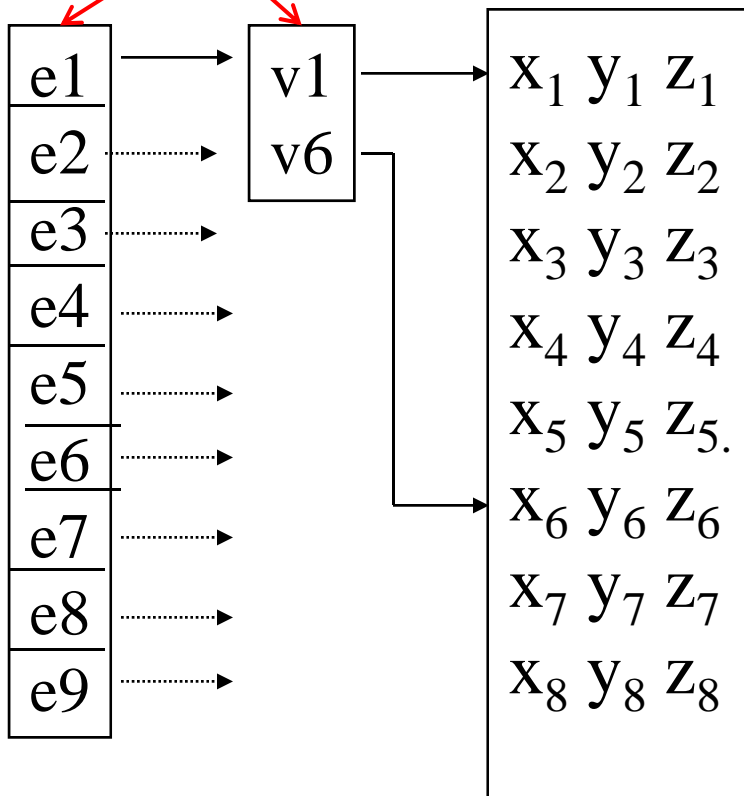 e1
e2
e3
e4
e5
e6
e7
e8
e9
v1
v6
x₁ y₁ z₁
x₂ y₂ z₂
x₃ y₃ z₃
x₄ y₄ z₄
x₅ y₅ z₅.
x₆ y₆ z₆
x₇ y₇ z₇
x₈ y₈ z₈